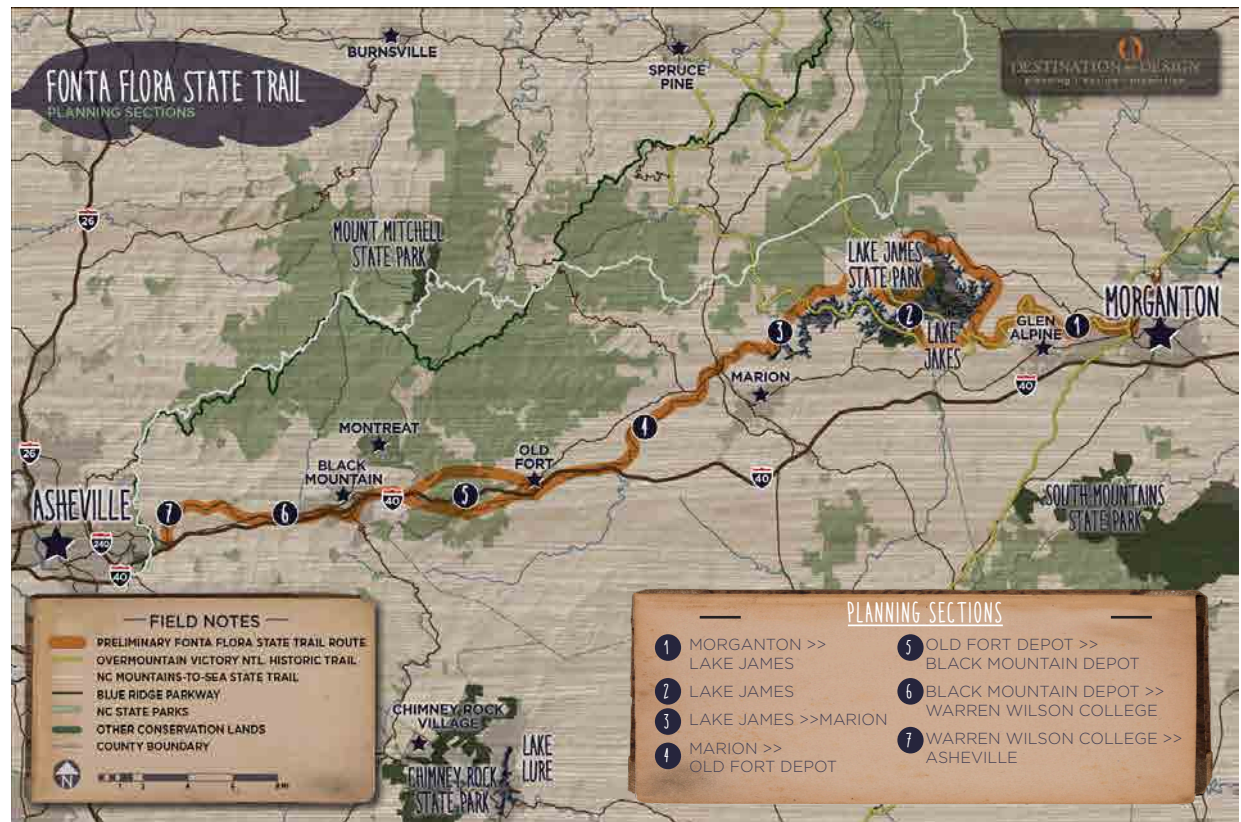 FONTA FLORA STATE TRAIL
PLANNING SECTIONS
BURNSVILLE
SPRUCE
PINE
DESTINATION BY DESIGN
26
MOUNT MITCHELL
STATE PARK
LAKE JAMES
STATE PARK
MORGANTON
1
2
3
GLEN
ALPINE
LAKE
JAKES
MARION
40
4
MONTREAT
OLD
FORT
BLACK
MOUNTAIN
40
5
40
26
ASHEVILLE
7
6
240
40
SOUTH MOUNTAINS
STATE PARK
FIELD NOTES
PRELIMINARY FONTA FLORA STATE TRAIL ROUTE
OVERMOUNTAIN VICTORY NTL. HISTORIC TRAIL
NC MOUNTAINS-TO-SEA STATE TRAIL
BLUE RIDGE PARKWAY
NC STATE PARKS
OTHER CONSERVATION LANDS
COUNTY BOUNDARY
N
CHIMNEY ROCK
VILLAGE
LAKE
LURE
CHIMNEY ROCK
STATE PARK
PLANNING SECTIONS
1 MORGANTON >>
LAKE JAMES
2 LAKE JAMES
3 LAKE JAMES >>MARION
4 MARION >>
OLD FORT DEPOT
5 OLD FORT DEPOT >>
BLACK MOUNTAIN DEPOT
6 BLACK MOUNTAIN DEPOT >>
WARREN WILSON COLLEGE
7 WARREN WILSON COLLEGE >>
ASHEVILLE